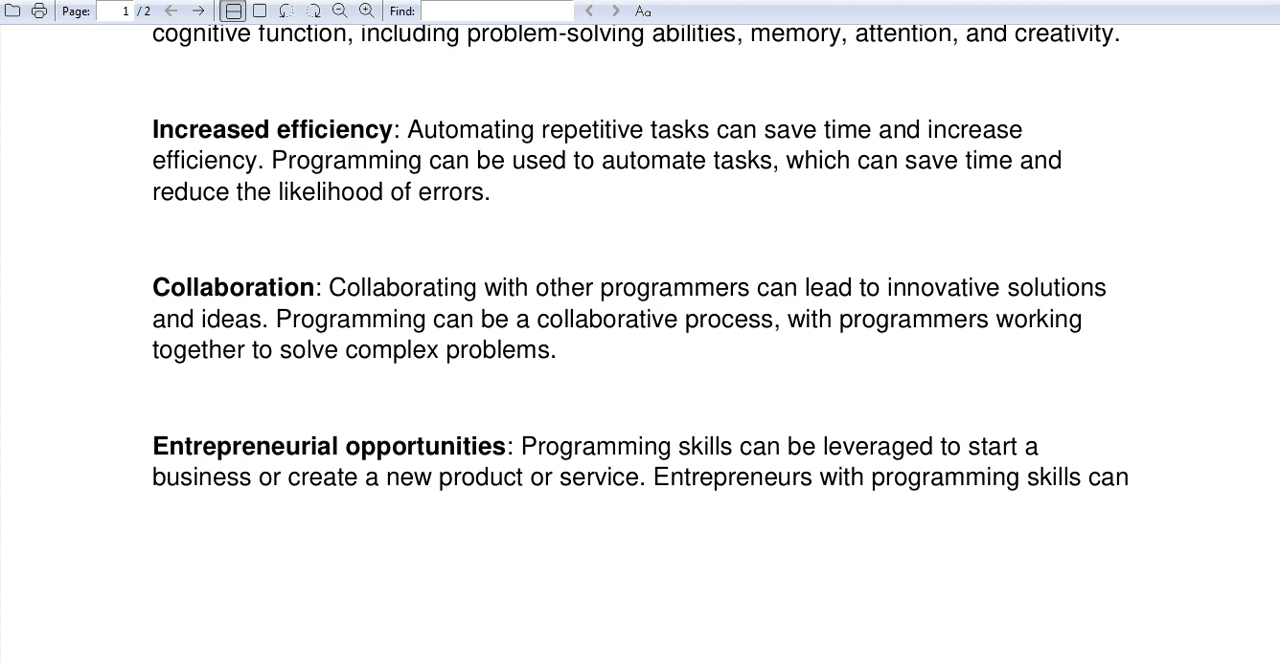 Page: 1 / 2 Find: Aa
cognitive function, including problem-solving abilities, memory, attention, and creativity.
Increased efficiency: Automating repetitive tasks can save time and increase
efficiency. Programming can be used to automate tasks, which can save time and
reduce the likelihood of errors.
Collaboration: Collaborating with other programmers can lead to innovative solutions
and ideas. Programming can be a collaborative process, with programmers working
together to solve complex problems.
Entrepreneurial opportunities: Programming skills can be leveraged to start a
business or create a new product or service. Entrepreneurs with programming skills can